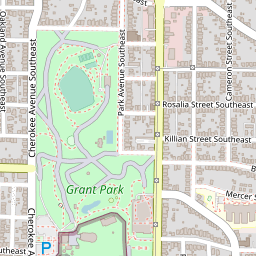 Oakland Avenue Southeast
Cherokee Avenue Southeast
Park Avenue Southeast
Cameron Street Southeast
Rosalia Street Southeast
Killian Street Southeast
Grant Park
Mercer S
Cherokee A
Southeast
P
B